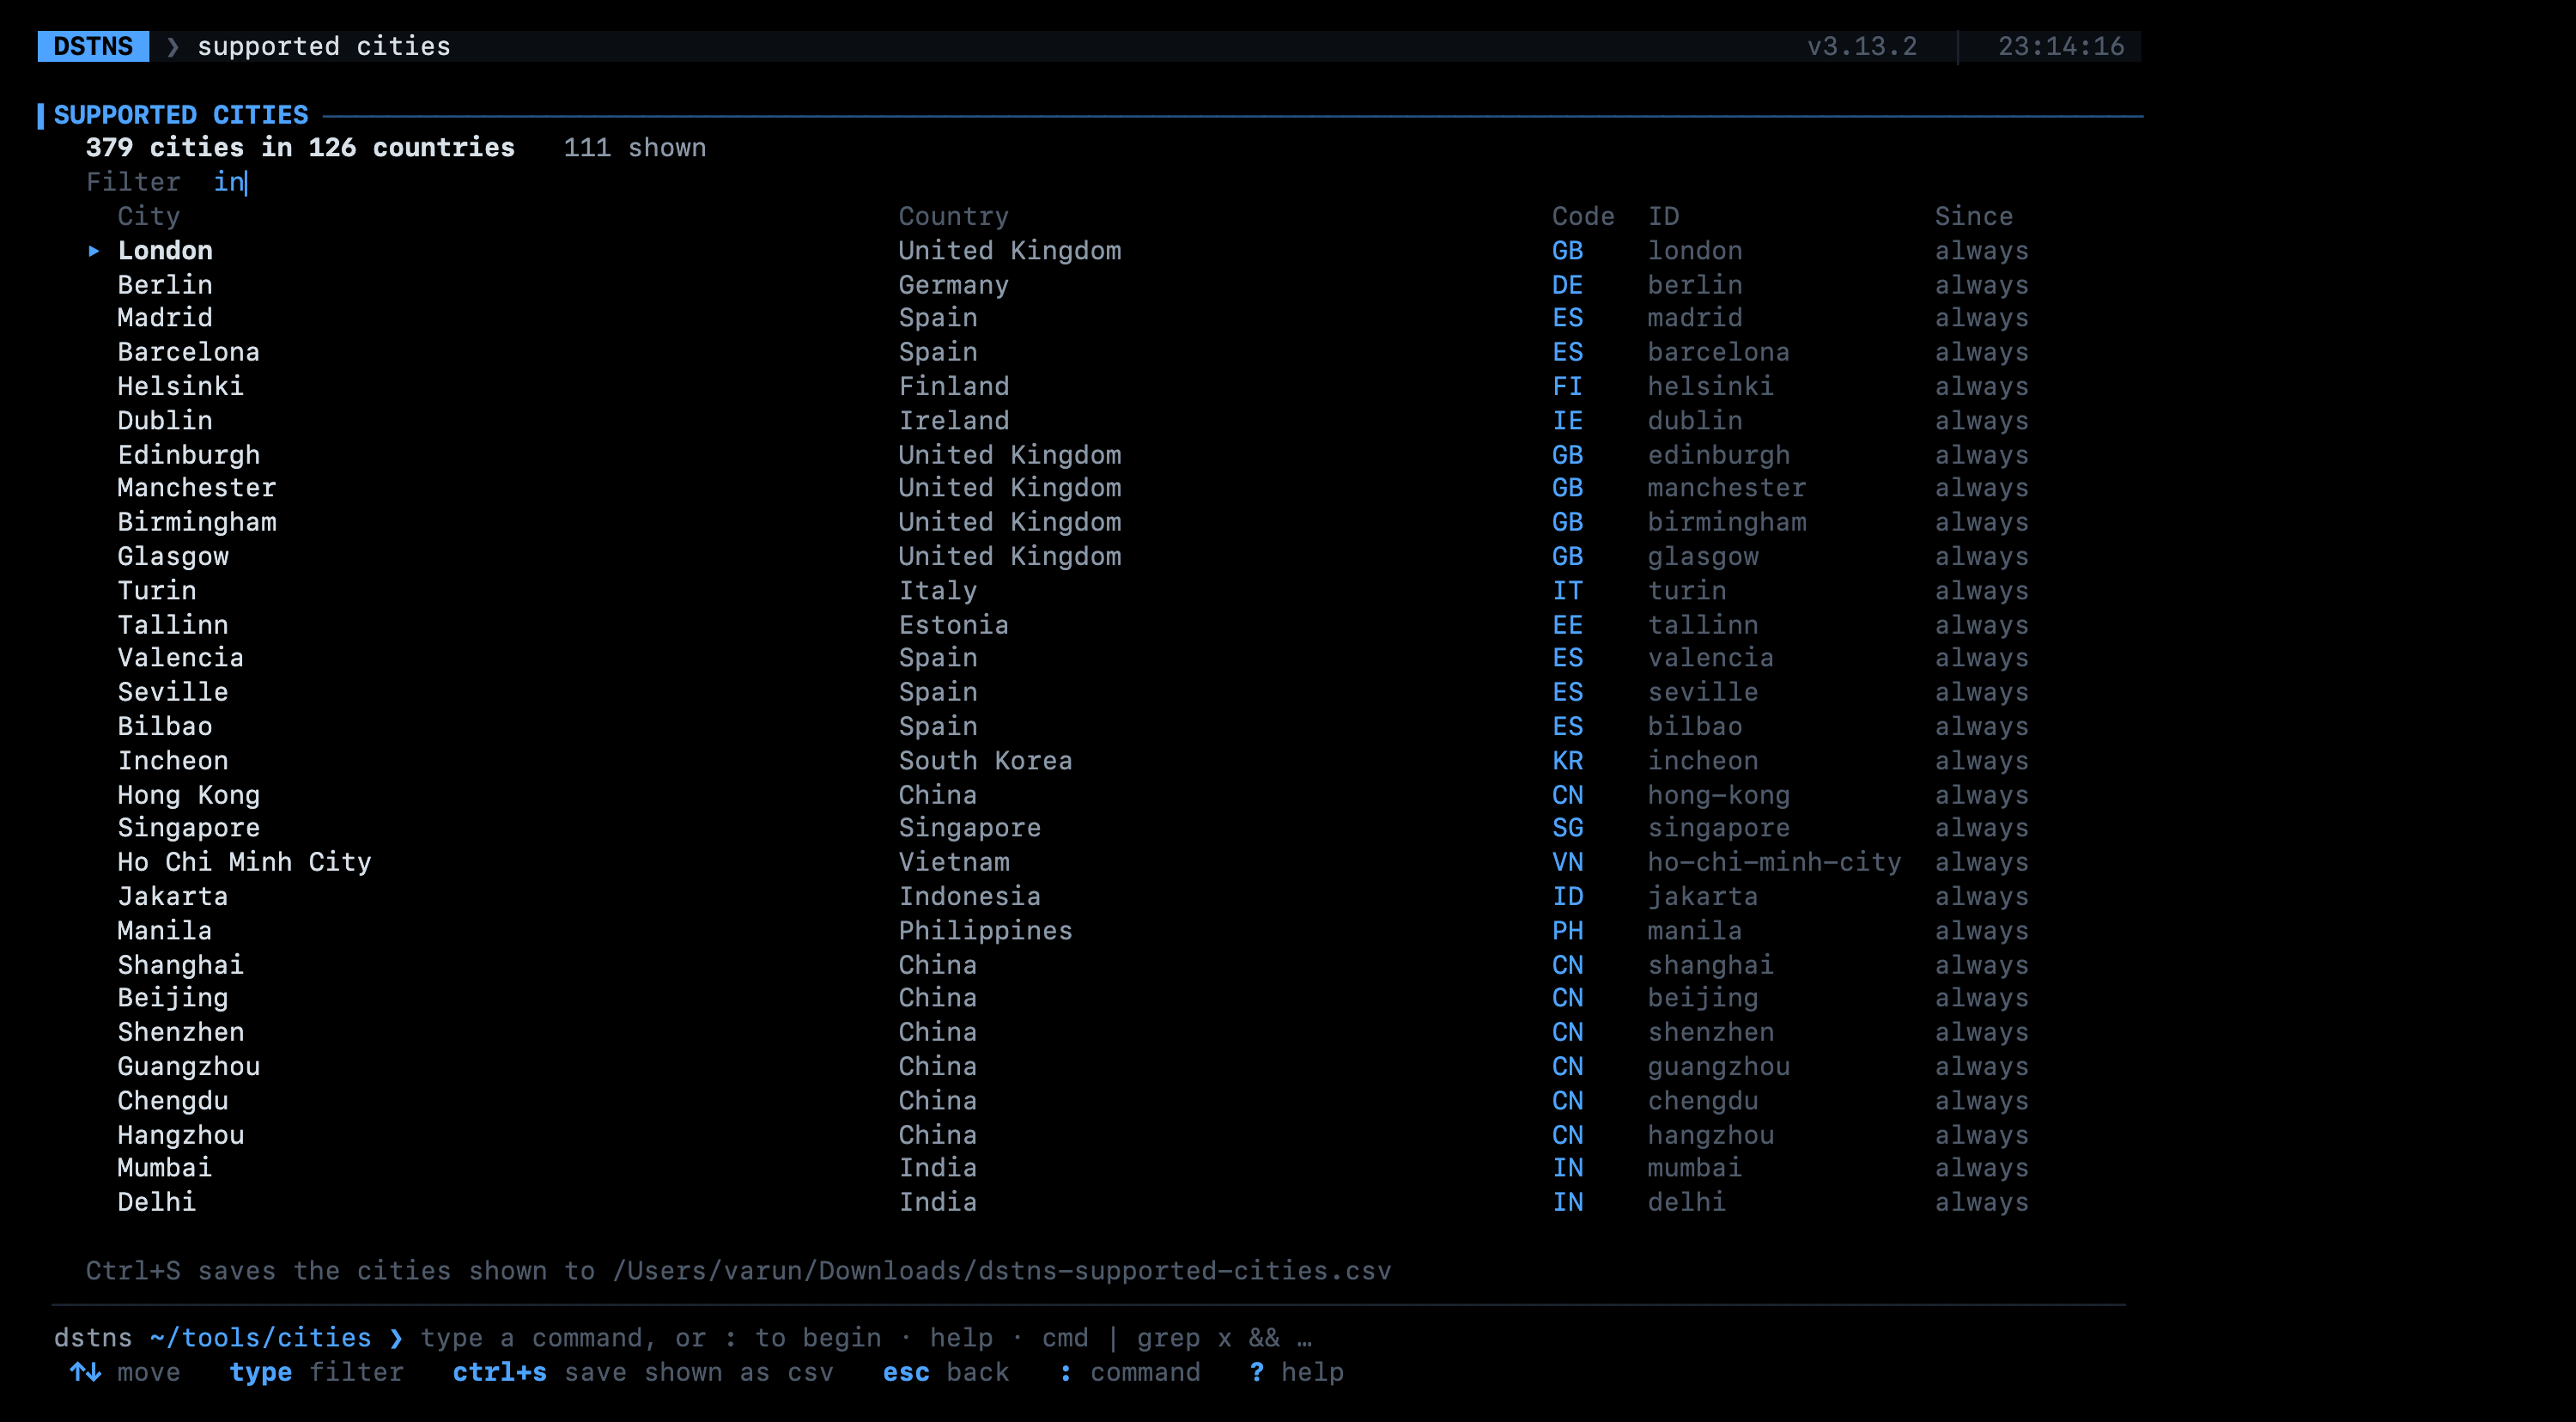 DSTNS ❯ supported cities v3.13.2 │ 23:14:16
SUPPORTED CITIES
379 cities in 126 countries 111 shown
Filter in
City Country Code ID Since
▸ London United Kingdom GB london always
Berlin Germany DE berlin always
Madrid Spain ES madrid always
Barcelona Spain ES barcelona always
Helsinki Finland FI helsinki always
Dublin Ireland IE dublin always
Edinburgh United Kingdom GB edinburgh always
Manchester United Kingdom GB manchester always
Birmingham United Kingdom GB birmingham always
Glasgow United Kingdom GB glasgow always
Turin Italy IT turin always
Tallinn Estonia EE tallinn always
Valencia Spain ES valencia always
Seville Spain ES seville always
Bilbao Spain ES bilbao always
Incheon South Korea KR incheon always
Hong Kong China CN hong-kong always
Singapore Singapore SG singapore always
Ho Chi Minh City Vietnam VN ho-chi-minh-city always
Jakarta Indonesia ID jakarta always
Manila Philippines PH manila always
Shanghai China CN shanghai always
Beijing China CN beijing always
Shenzhen China CN shenzhen always
Guangzhou China CN guangzhou always
Chengdu China CN chengdu always
Hangzhou China CN hangzhou always
Mumbai India IN mumbai always
Delhi India IN delhi always
Ctrl+S saves the cities shown to /Users/varun/Downloads/dstns-supported-cities.csv
dstns ~/tools/cities ❯ type a command, or : to begin · help · cmd | grep x && …
↑↓ move type filter ctrl+s save shown as csv esc back : command ? help